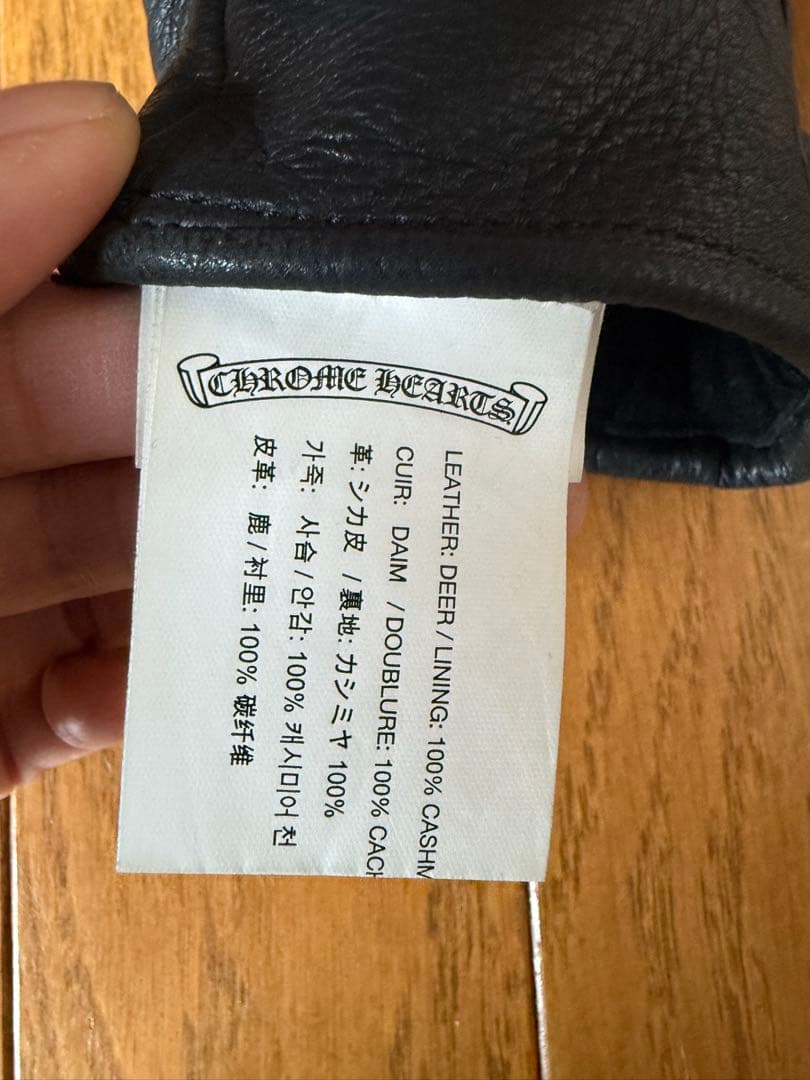 CHROME HEARTS
LEATHER: DEER / LINING: 100% CASHM
CUIR: DAIM / DOUBLURE: 100% CACH
革: シカ皮 / 裏地: カシミヤ 100%
가죽: 사슴 / 안감: 100% 캐시미어 천
皮革: 鹿 / 衬里: 100% 碳纤维